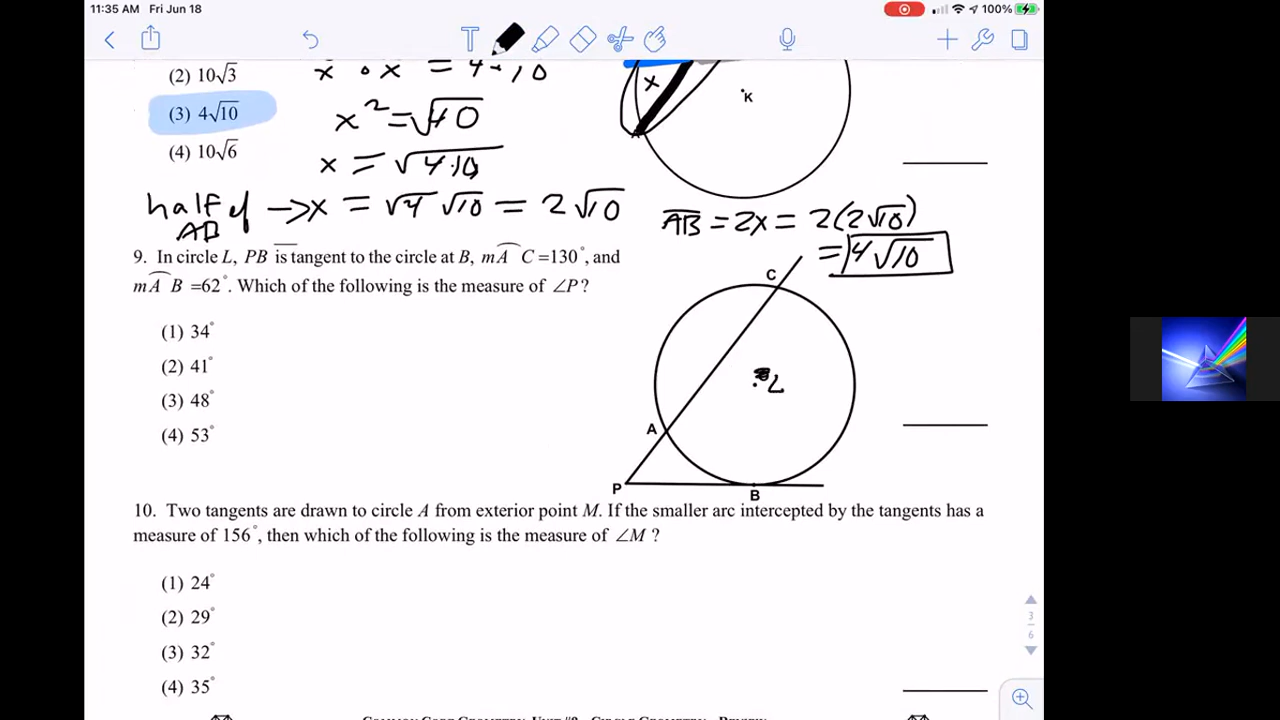 11:35 AM Fri Jun 18
100%
T
(2) 10√3
x ∘ x = 4 · 10
x
K
(3) 4√10
x² = √40
(4) 10√6
x = √4·10
half of → x = √4 √10 = 2√10
AB
AB = 2x = 2(2√10)
= 4√10
9. In circle L, PB is tangent to the circle at B, mA C =130°, and
mA B =62°. Which of the following is the measure of ∠P?
C
(1) 34°
(2) 41°
L
(3) 48°
(4) 53°
A
P
B
10. Two tangents are drawn to circle A from exterior point M. If the smaller arc intercepted by the tangents has a
measure of 156°, then which of the following is the measure of ∠M ?
(1) 24°
(2) 29°
3
6
(3) 32°
(4) 35°